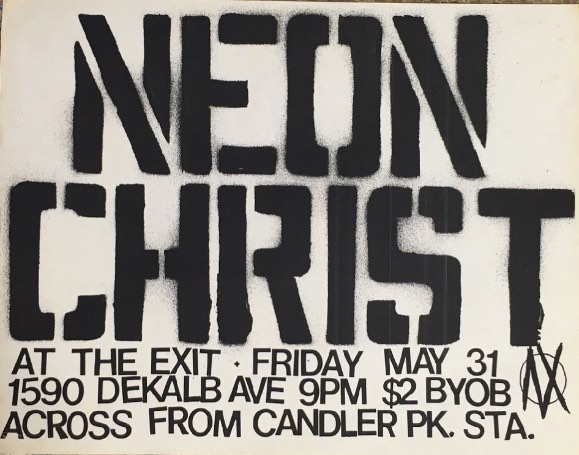 NEON
CHRIST
AT THE EXIT · FRIDAY MAY 31
1590 DEKALB AVE 9PM $2 BYOB
ACROSS FROM CANDLER PK. STA.